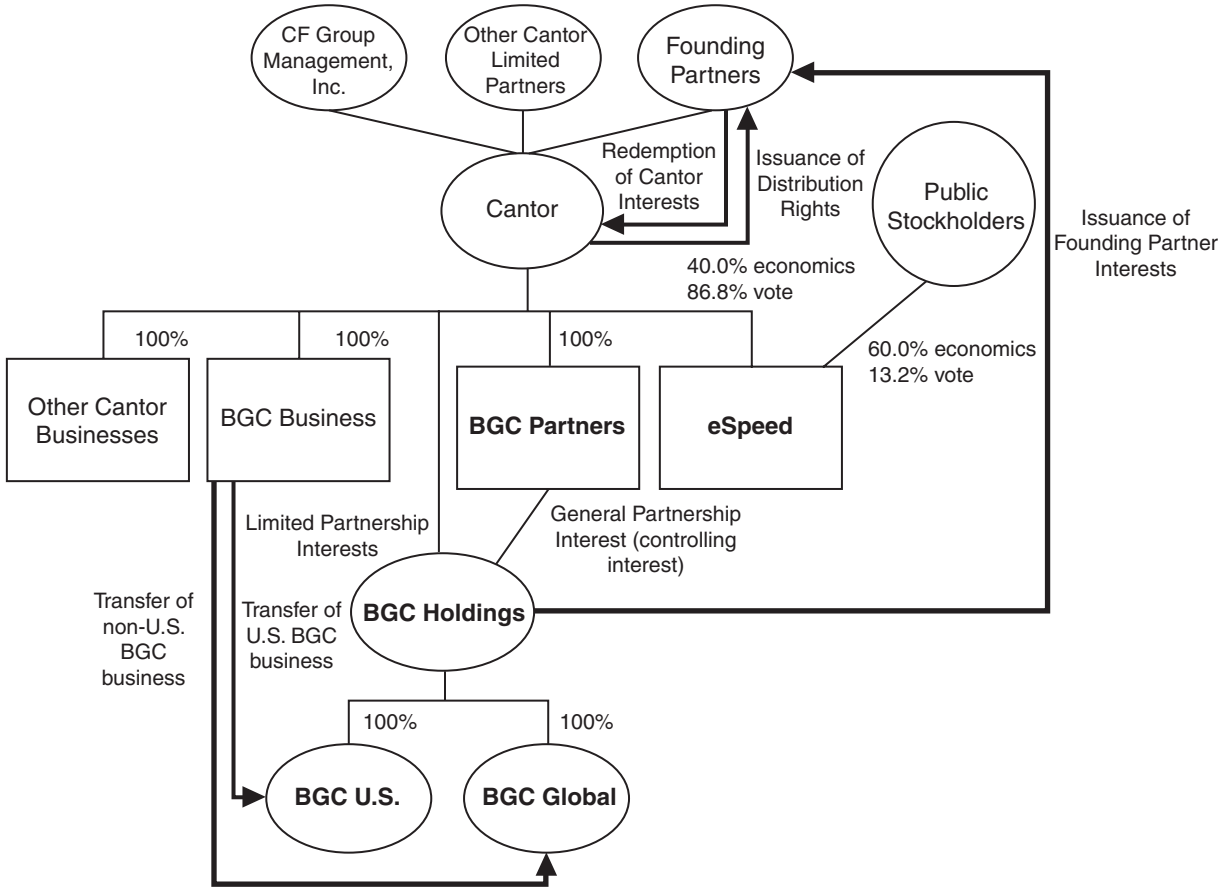 CF Group
Management,
Inc.
Other Cantor
Limited
Partners
Founding
Partners
Redemption
of Cantor
Interests
Issuance of
Distribution
Rights
Public
Stockholders
Issuance of
Founding Partner
Interests
Cantor
40.0% economics
86.8% vote
60.0% economics
13.2% vote
100%
100%
100%
Other Cantor
Businesses
BGC Business
BGC Partners
eSpeed
Limited Partnership
Interests
General Partnership
Interest (controlling
interest)
Transfer of
non-U.S.
BGC
business
Transfer of
U.S. BGC
business
BGC Holdings
100%
100%
BGC U.S.
BGC Global